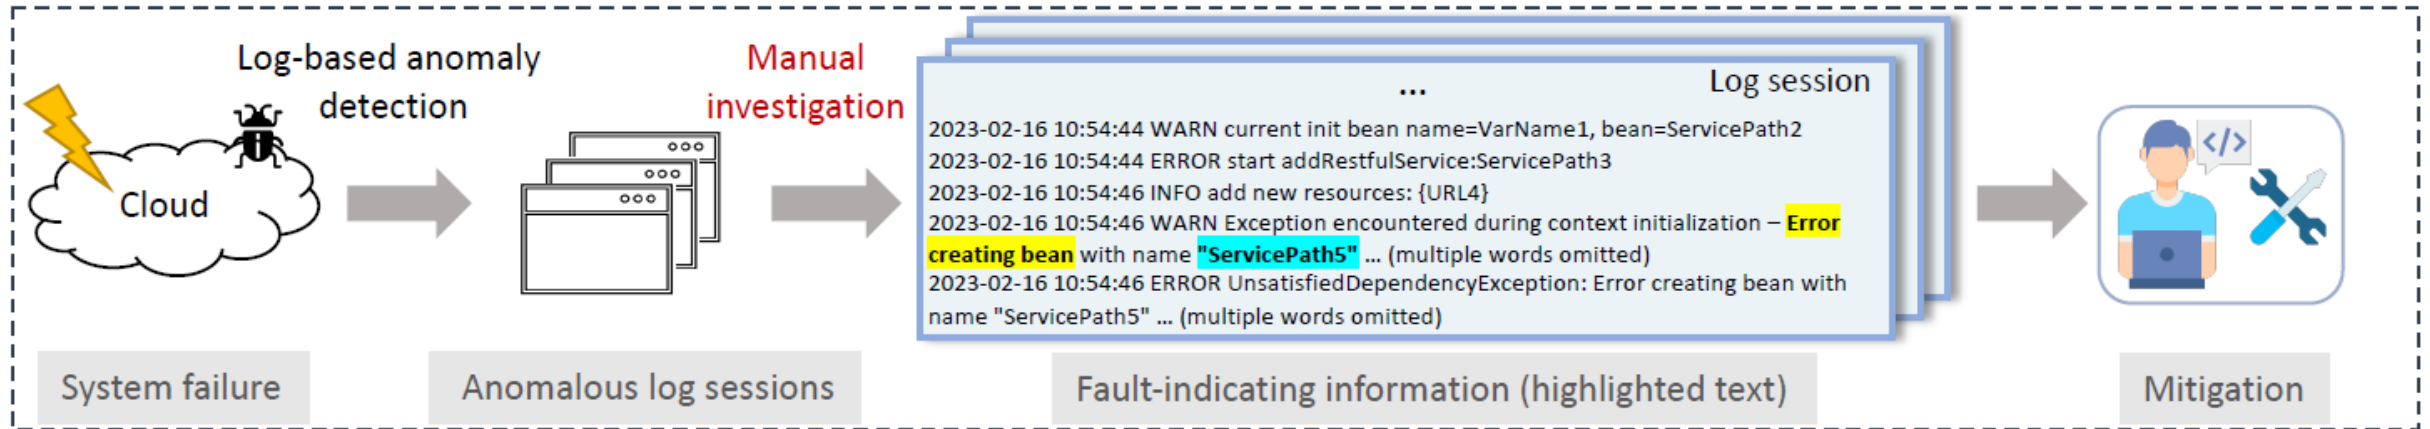 Log-based anomaly
detection
Manual
investigation
Cloud
...
Log session
2023-02-16 10:54:44 WARN current init bean name=VarName1, bean=ServicePath2
2023-02-16 10:54:44 ERROR start addRestfulService:ServicePath3
2023-02-16 10:54:46 INFO add new resources: {URL4}
2023-02-16 10:54:46 WARN Exception encountered during context initialization – Error
creating bean with name "ServicePath5" ... (multiple words omitted)
2023-02-16 10:54:46 ERROR UnsatisfiedDependencyException: Error creating bean with
name "ServicePath5" ... (multiple words omitted)
</>
System failure
Anomalous log sessions
Fault-indicating information (highlighted text)
Mitigation